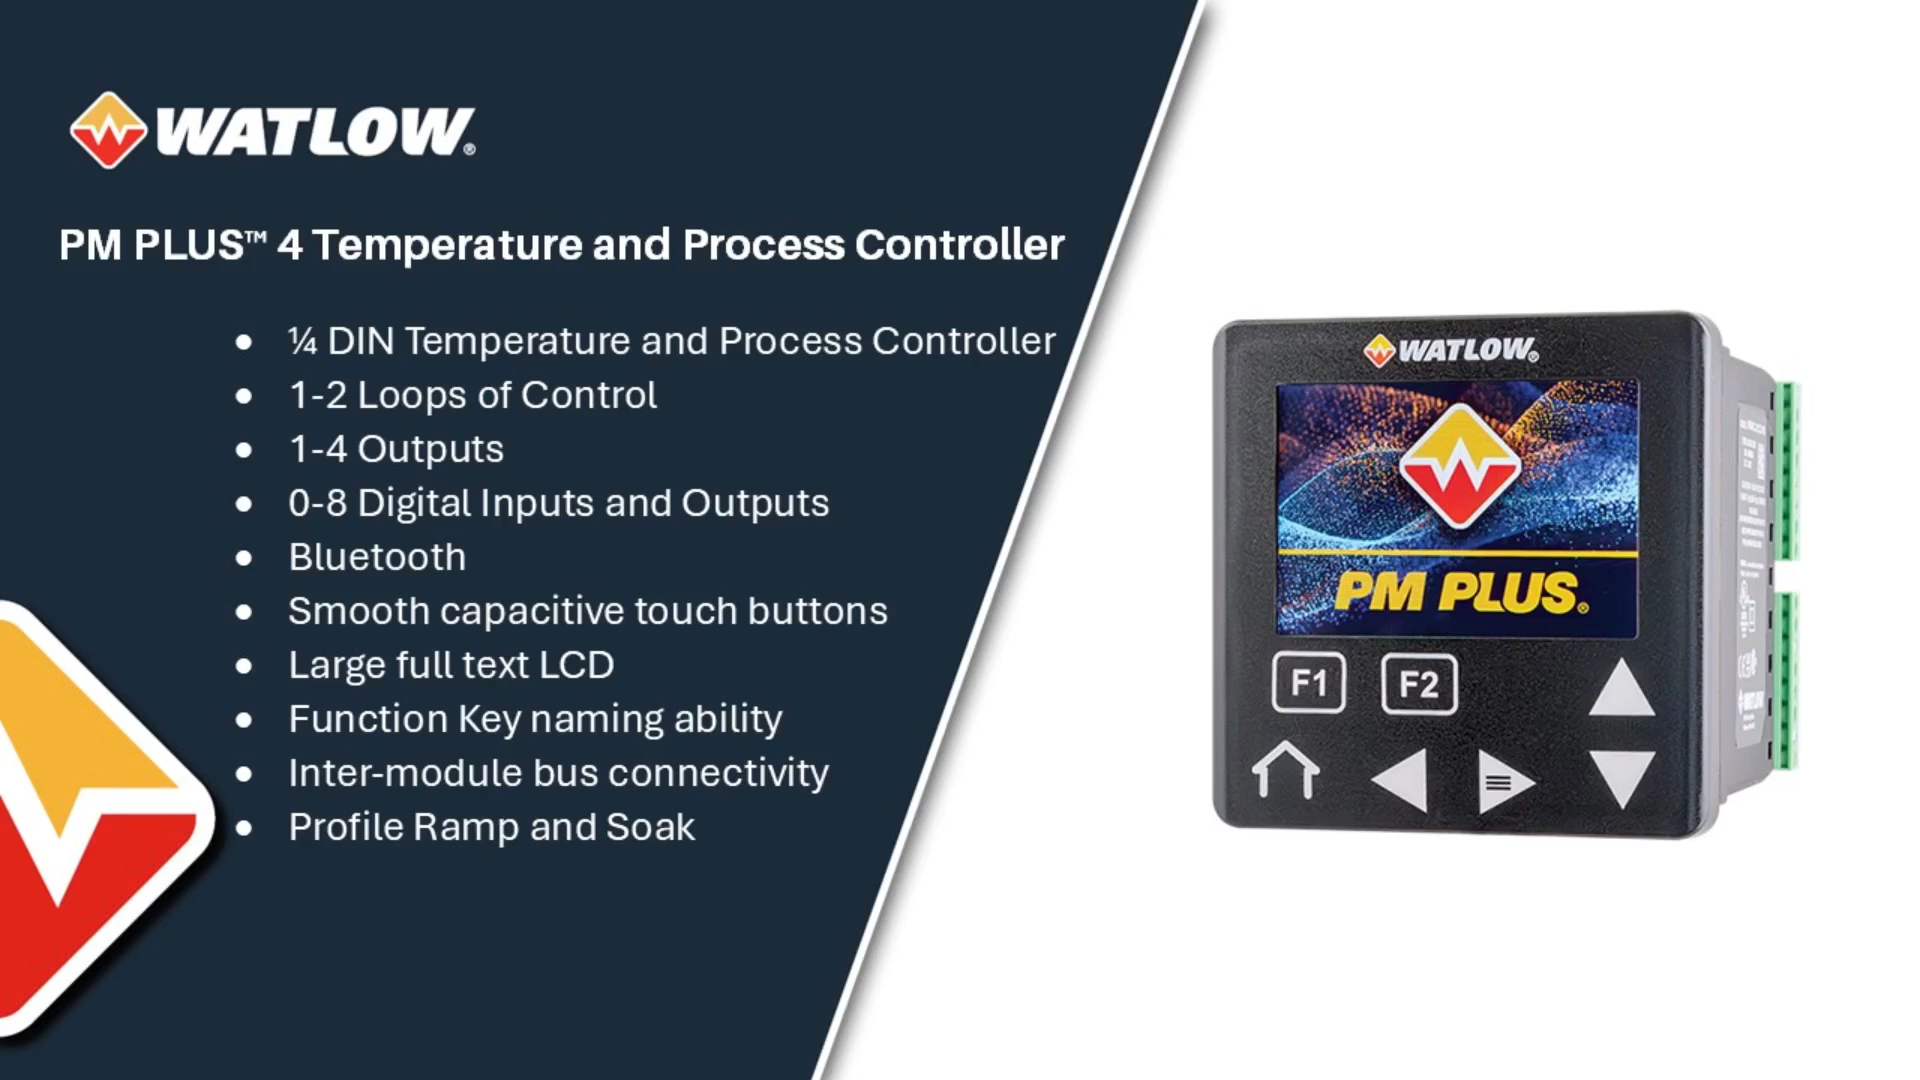 WATLOW®
PM PLUS™ 4 Temperature and Process Controller
• ¼ DIN Temperature and Process Controller
• 1-2 Loops of Control
• 1-4 Outputs
• 0-8 Digital Inputs and Outputs
• Bluetooth
• Smooth capacitive touch buttons
• Large full text LCD
• Function Key naming ability
• Inter-module bus connectivity
• Profile Ramp and Soak
WATLOW®
PM PLUS®
F1 F2